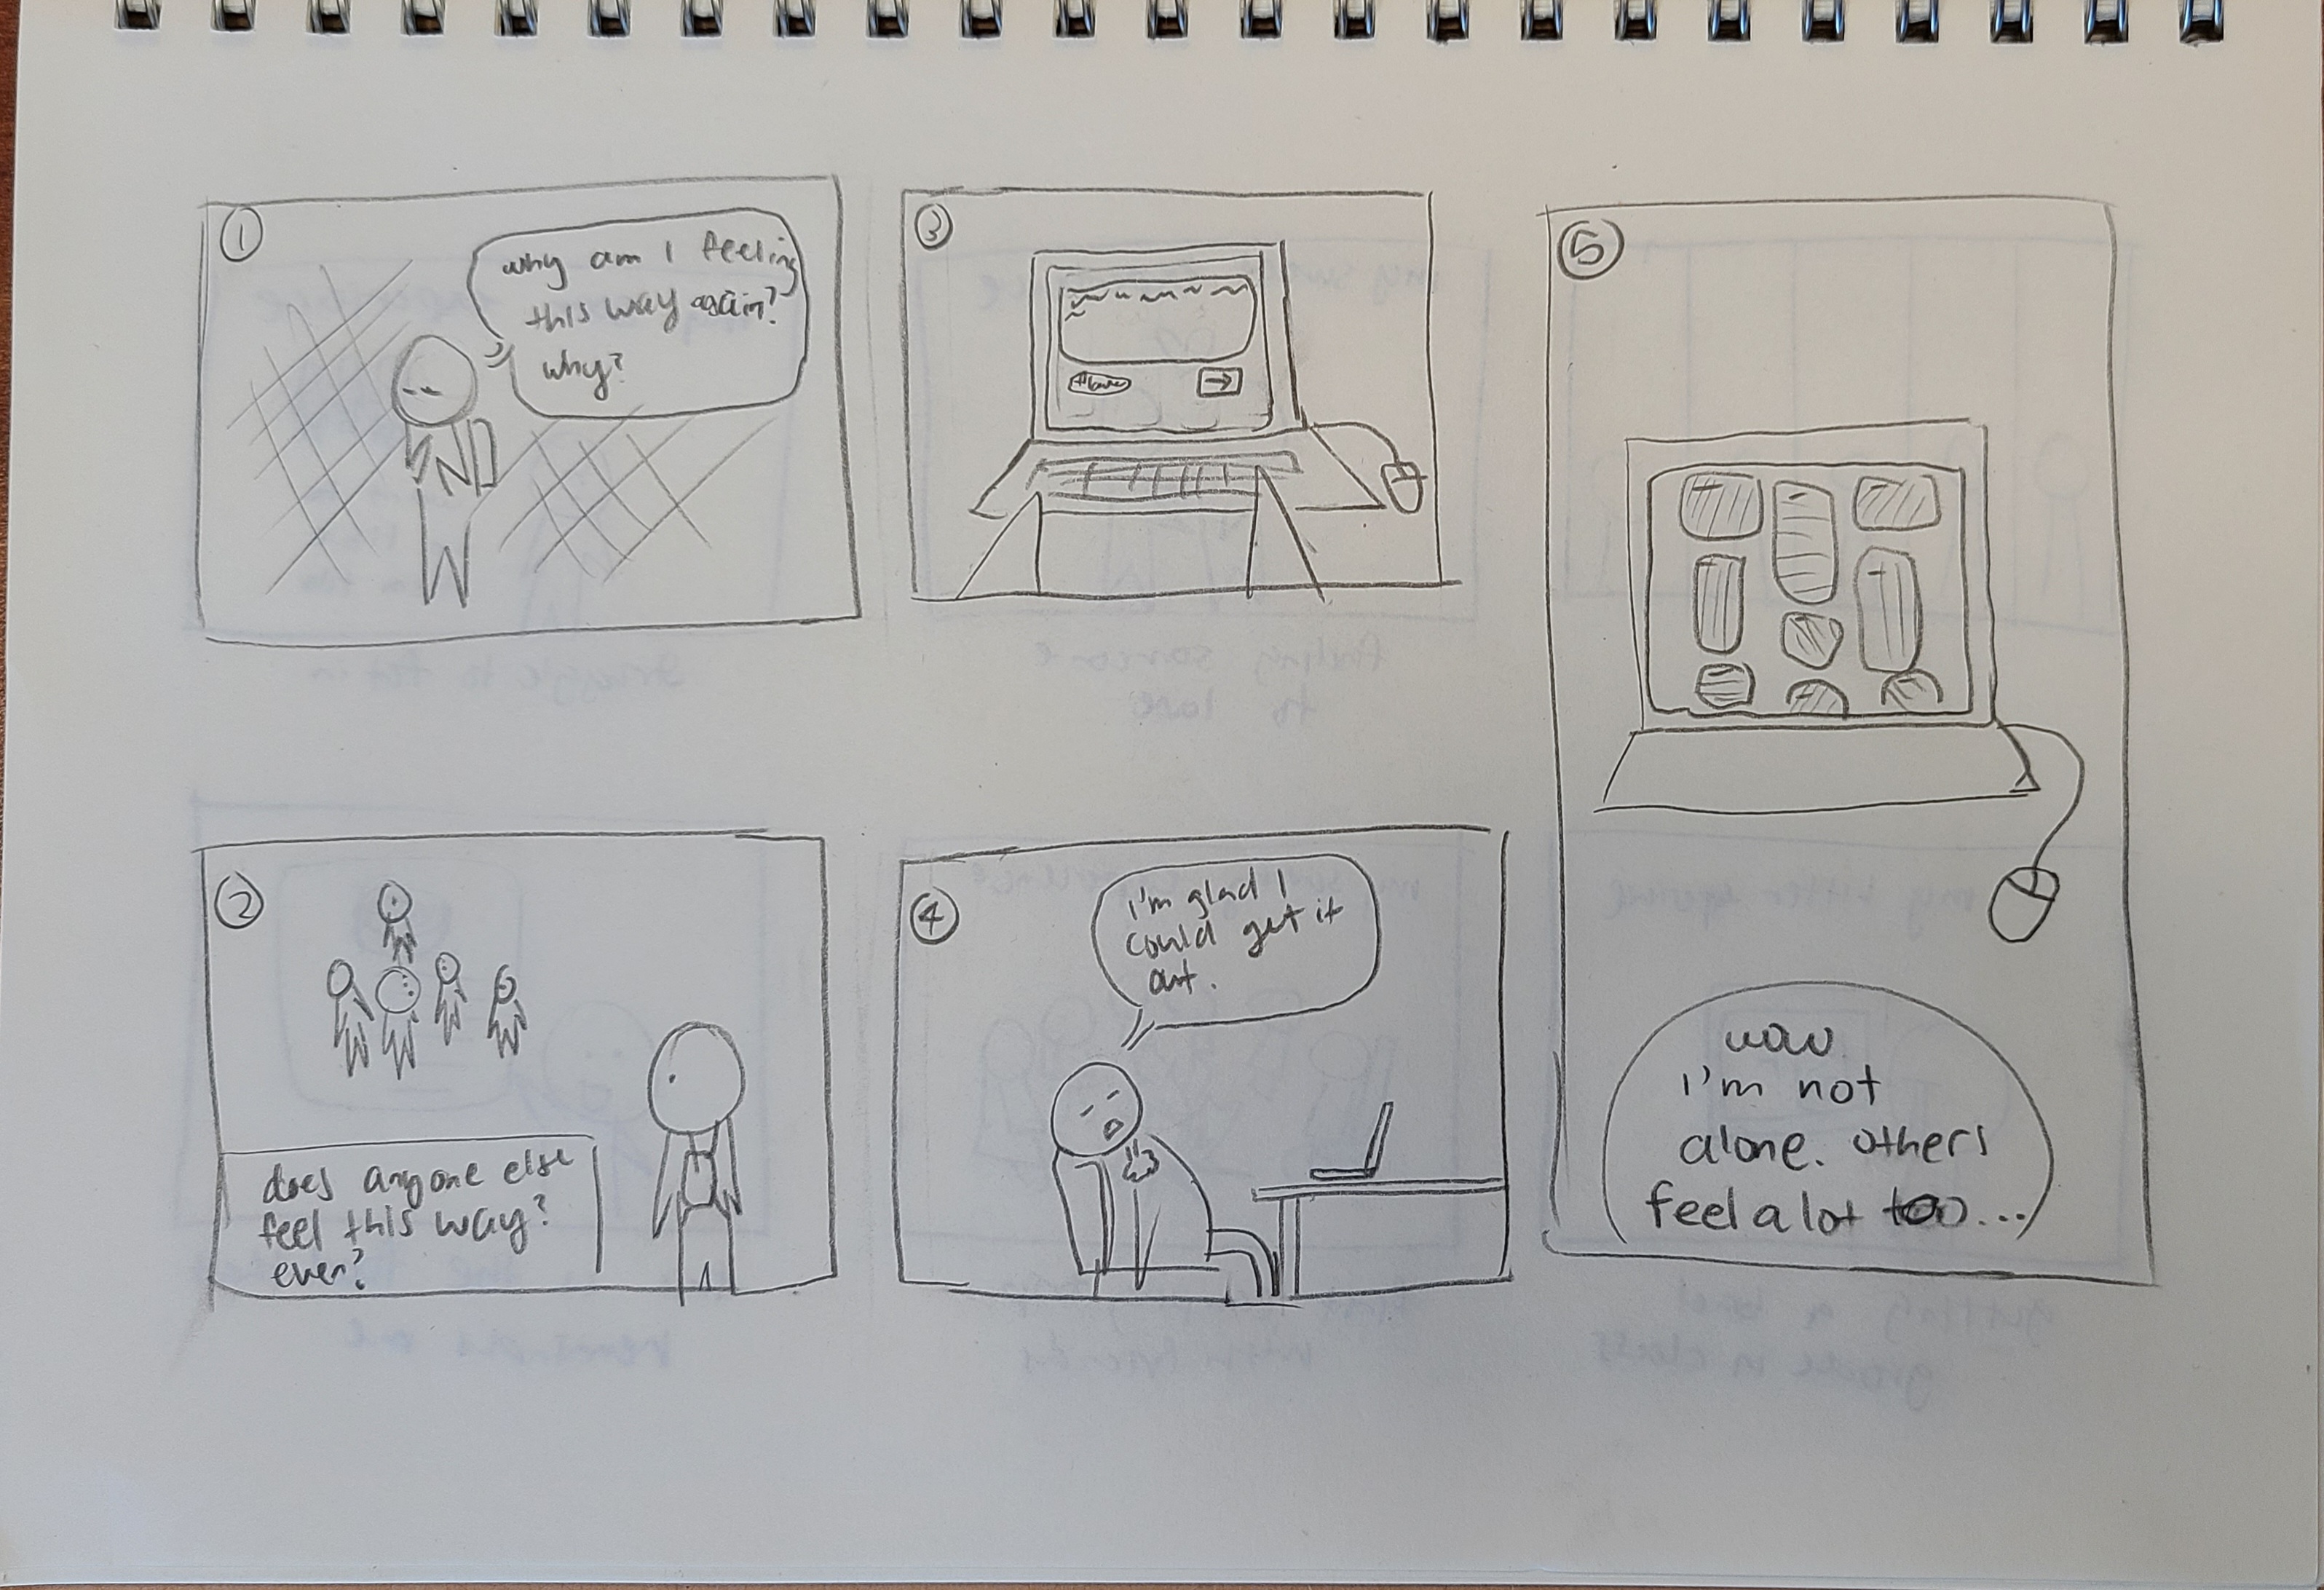 1
why am I feeling
this way again?
why?
2
does anyone else
feel this way?
ever?
3
4
i'm glad I
could get it
out.
5
wow
i'm not
alone. others
feel a lot too...